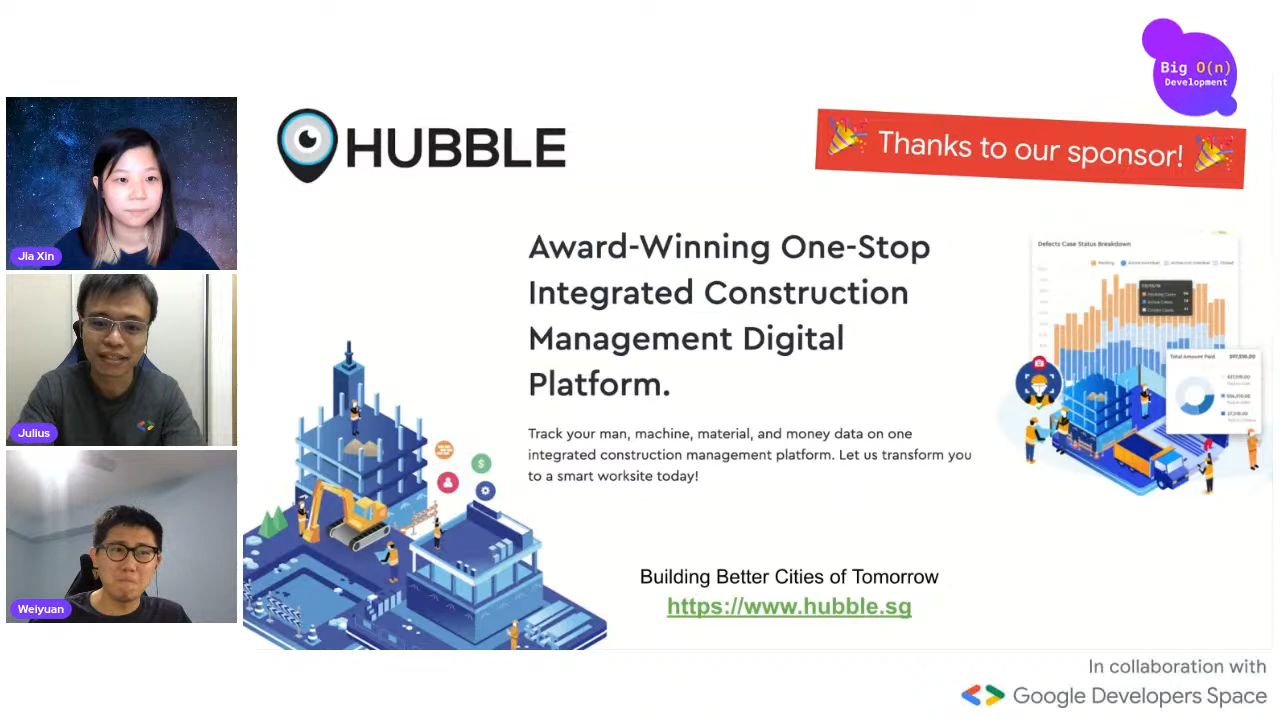 Big O(n)
Development
HUBBLE
Thanks to our sponsor!
Jia Xin
Julius
Weiyuan
Award-Winning One-Stop
Integrated Construction
Management Digital
Platform.
Track your man, machine, material, and money data on one
integrated construction management platform. Let us transform you
to a smart worksite today!
Defects Case Status Breakdown
Total Amount Paid
Building Better Cities of Tomorrow
https://www.hubble.sg
In collaboration with
Google Developers Space